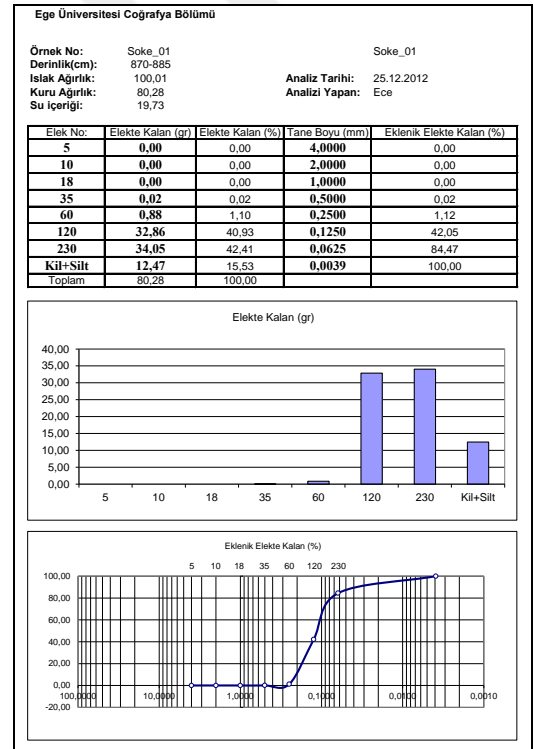 Ege Üniversitesi Coğrafya Bölümü
Örnek No: Soke_01 Soke_01
Derinlik(cm): 870-885
Islak Ağırlık: 100,01 Analiz Tarihi: 25.12.2012
Kuru Ağırlık: 80,28 Analizi Yapan: Ece
Su içeriği: 19,73
Elek No: Elekte Kalan (gr) Elekte Kalan (%) Tane Boyu (mm) Eklenik Elekte Kalan (%)
5 0,00 0,00 4,0000 0,00
10 0,00 0,00 2,0000 0,00
18 0,00 0,00 1,0000 0,00
35 0,02 0,02 0,5000 0,02
60 0,88 1,10 0,2500 1,12
120 32,86 40,93 0,1250 42,05
230 34,05 42,41 0,0625 84,47
Kil+Silt 12,47 15,53 0,0039 100,00
Toplam 80,28 100,00
Elekte Kalan (gr)
40,00
35,00
30,00
25,00
20,00
15,00
10,00
5,00
0,00
5 10 18 35 60 120 230 Kil+Silt
Eklenik Elekte Kalan (%)
5 10 18 35 60 120 230
100,00
80,00
60,00
40,00
20,00
0,00
100,0000 10,0000 1,0000 0,1000 0,0100 0,0010
-20,00